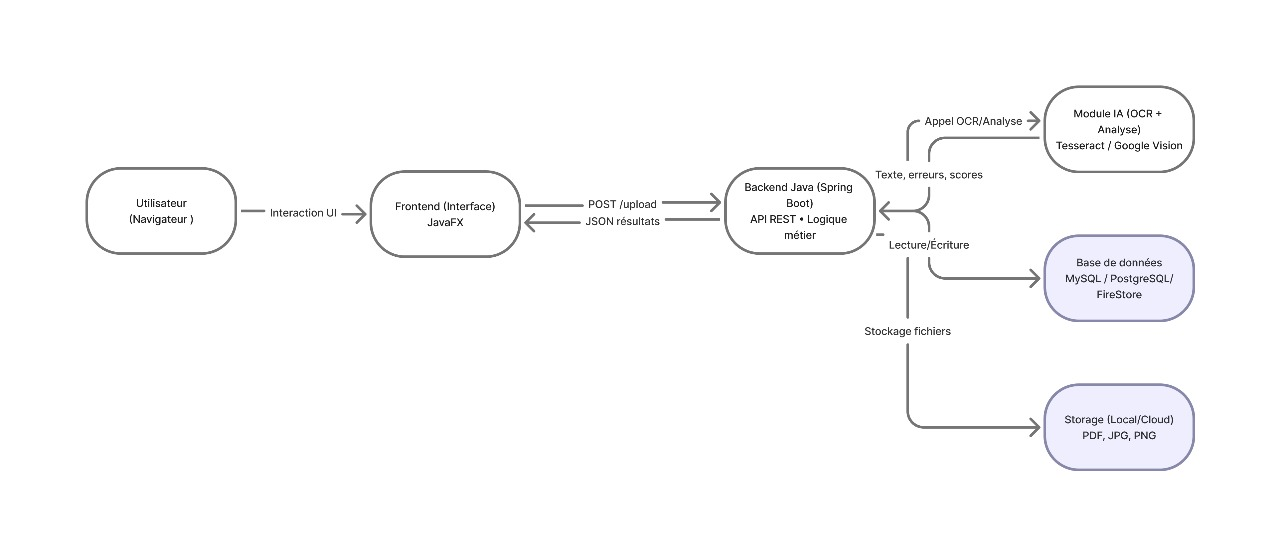 Utilisateur
(Navigateur )
Interaction UI
Frontend (Interface)
JavaFX
POST /upload
JSON résultats
Backend Java (Spring
Boot)
API REST • Logique
métier
Appel OCR/Analyse
Texte, erreurs, scores
Lecture/Écriture
Stockage fichiers
Module IA (OCR +
Analyse)
Tesseract / Google Vision
Base de données
MySQL / PostgreSQL/
FireStore
Storage (Local/Cloud)
PDF, JPG, PNG